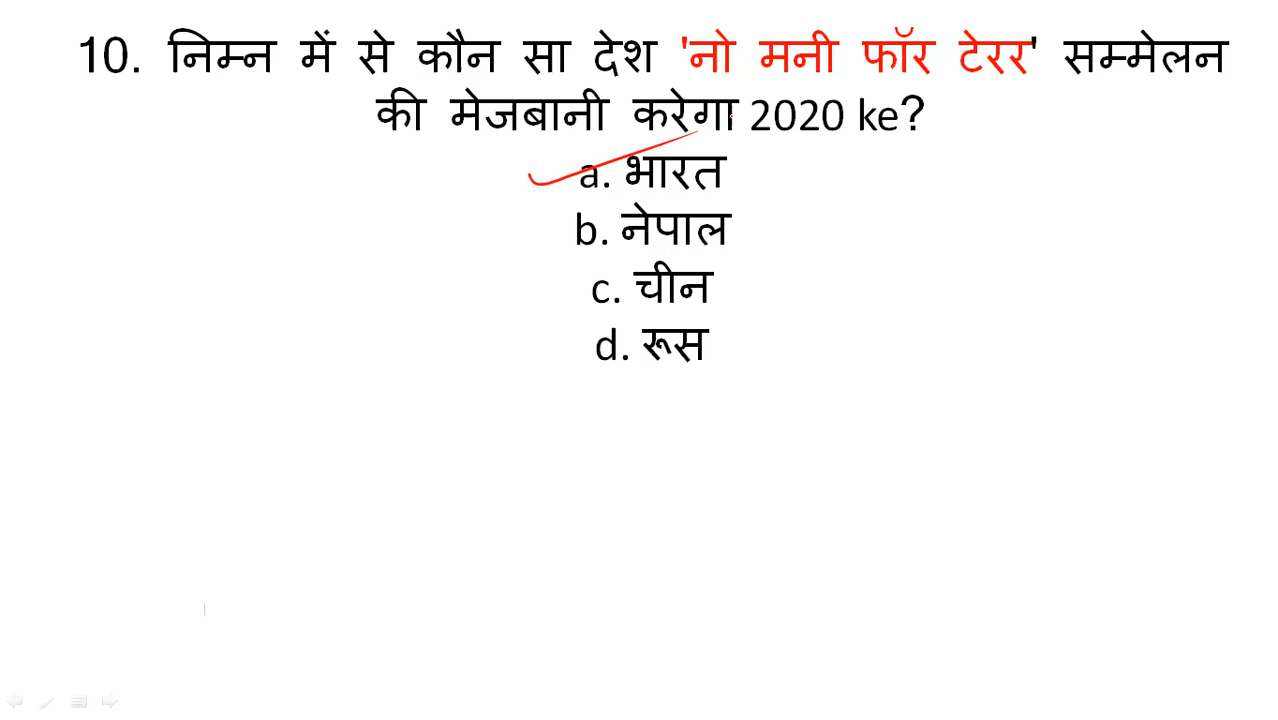 10. निम्न में से कौन सा देश 'नो मनी फॉर टेरर' सम्मेलन
की मेजबानी करेगा 2020 ke?
a. भारत
b. नेपाल
c. चीन
d. रूस